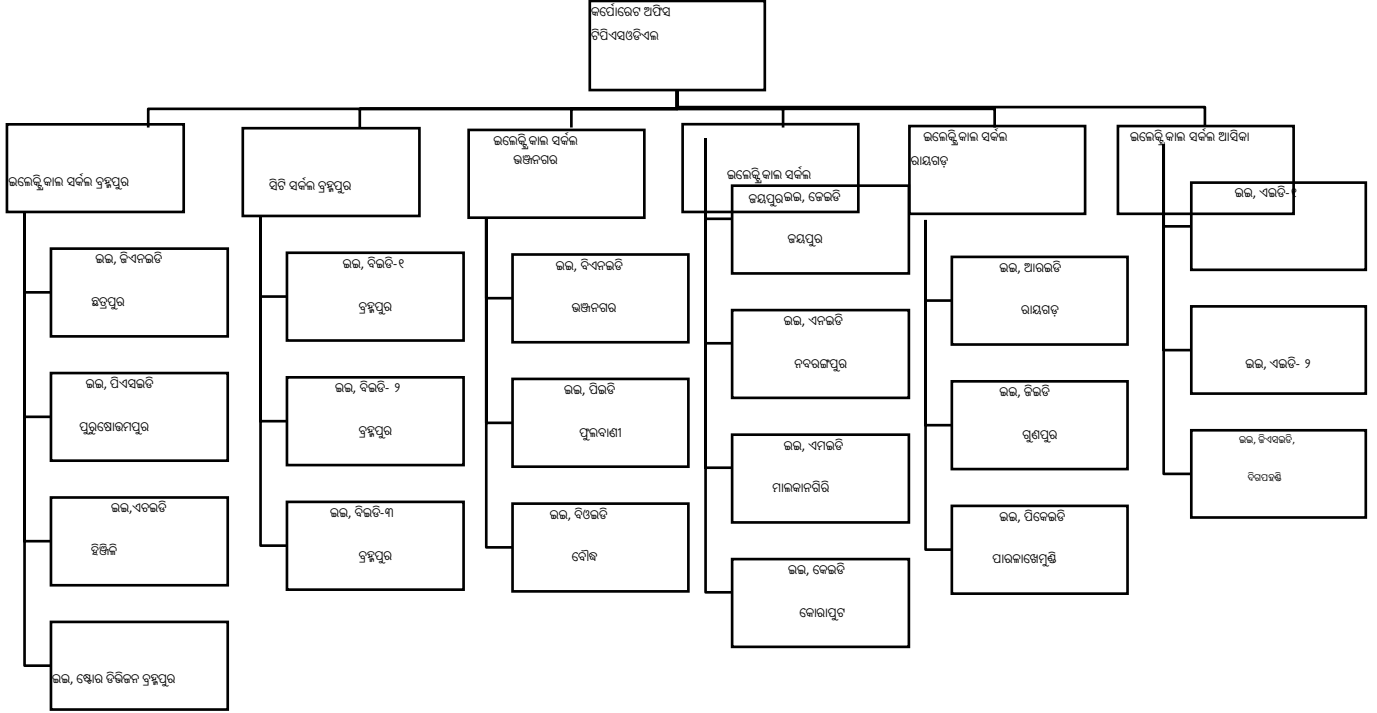 କର୍ପୋରେଟ ଅଫିସ
ଟିପିଏସଓଡିଏଲ
ଇଲେକ୍ଟ୍ରିକାଲ ସର୍କଲ ବ୍ରହ୍ମପୁର
ଇଇ, ଜିଏନଇଡି
ଛତ୍ରପୁର
ଇଇ, ପିଏସଇଡି
ପୁରୁଷୋତ୍ତମପୁର
ଇଇ,ଏଚଇଡି
ହିଞ୍ଜିଳି
ଇଇ, ଷ୍ଟୋର ଡିଭିଜନ ବ୍ରହ୍ମପୁର
ସିଟି ସର୍କଲ ବ୍ରହ୍ମପୁର
ଇଇ, ବିଇଡି-୧
ବ୍ରହ୍ମପୁର
ଇଇ, ବିଇଡି- ୨
ବ୍ରହ୍ମପୁର
ଇଇ, ବିଇଡି-୩
ବ୍ରହ୍ମପୁର
ଇଲେକ୍ଟ୍ରିକାଲ ସର୍କଲ
ଭଞ୍ଜନଗର
ଇଇ, ବିଏନଇଡି
ଭଞ୍ଜନଗର
ଇଇ, ପିଇଡି
ଫୁଲବାଣୀ
ଇଇ, ବିଓଇଡି
ବୌଦ୍ଧ
ଇଲେକ୍ଟ୍ରିକାଲ ସର୍କଲ
ଜୟପୁର
ଇଇ, ଜେଇଡି
ଜୟପୁର
ଇଇ, ଏନଇଡି
ନବରଙ୍ଗପୁର
ଇଇ, ଏମଇଡି
ମାଲକାନଗିରି
ଇଇ, କେଇଡି
କୋରାପୁଟ
ଇଲେକ୍ଟ୍ରିକାଲ ସର୍କଲ
ରାୟଗଡ଼
ଇଇ, ଆରଇଡି
ରାୟଗଡ଼
ଇଇ, ଜିଇଡି
ଗୁଣପୁର
ଇଇ, ପିକେଇଡି
ପାରଳାଖେମୁଣ୍ଡି
ଇଲେକ୍ଟ୍ରିକାଲ ସର୍କଲ ଆସିକା
ଇଇ, ଏଇଡି-୧
ଇଇ, ଏଇଡି- ୨
ଇଇ, ଜିଏସଇଡି,
ଦିଗପହଣ୍ଡି